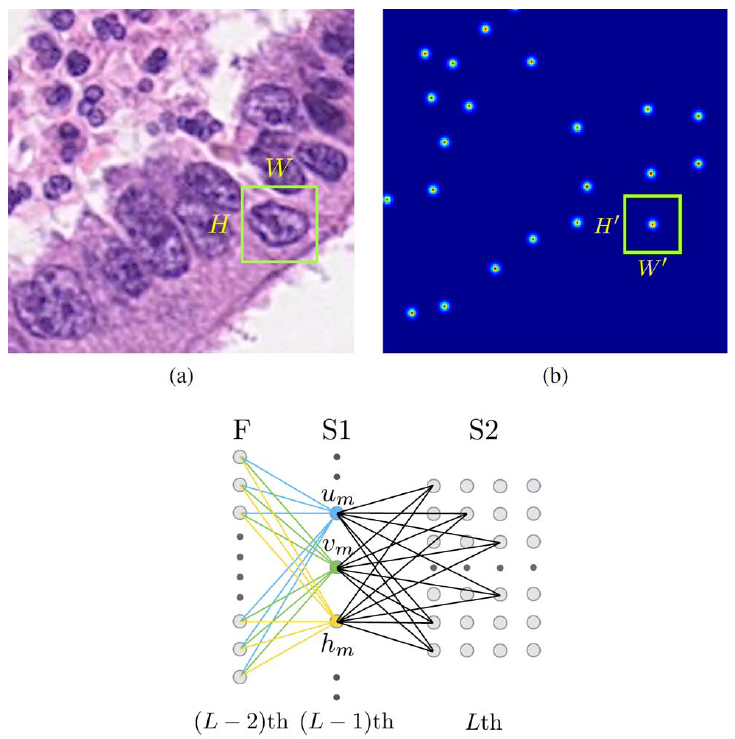 W
H
H′
W′
(a)
(b)
F
S1
S2
u_m
v_m
h_m
(L − 2)th
(L − 1)th
Lth